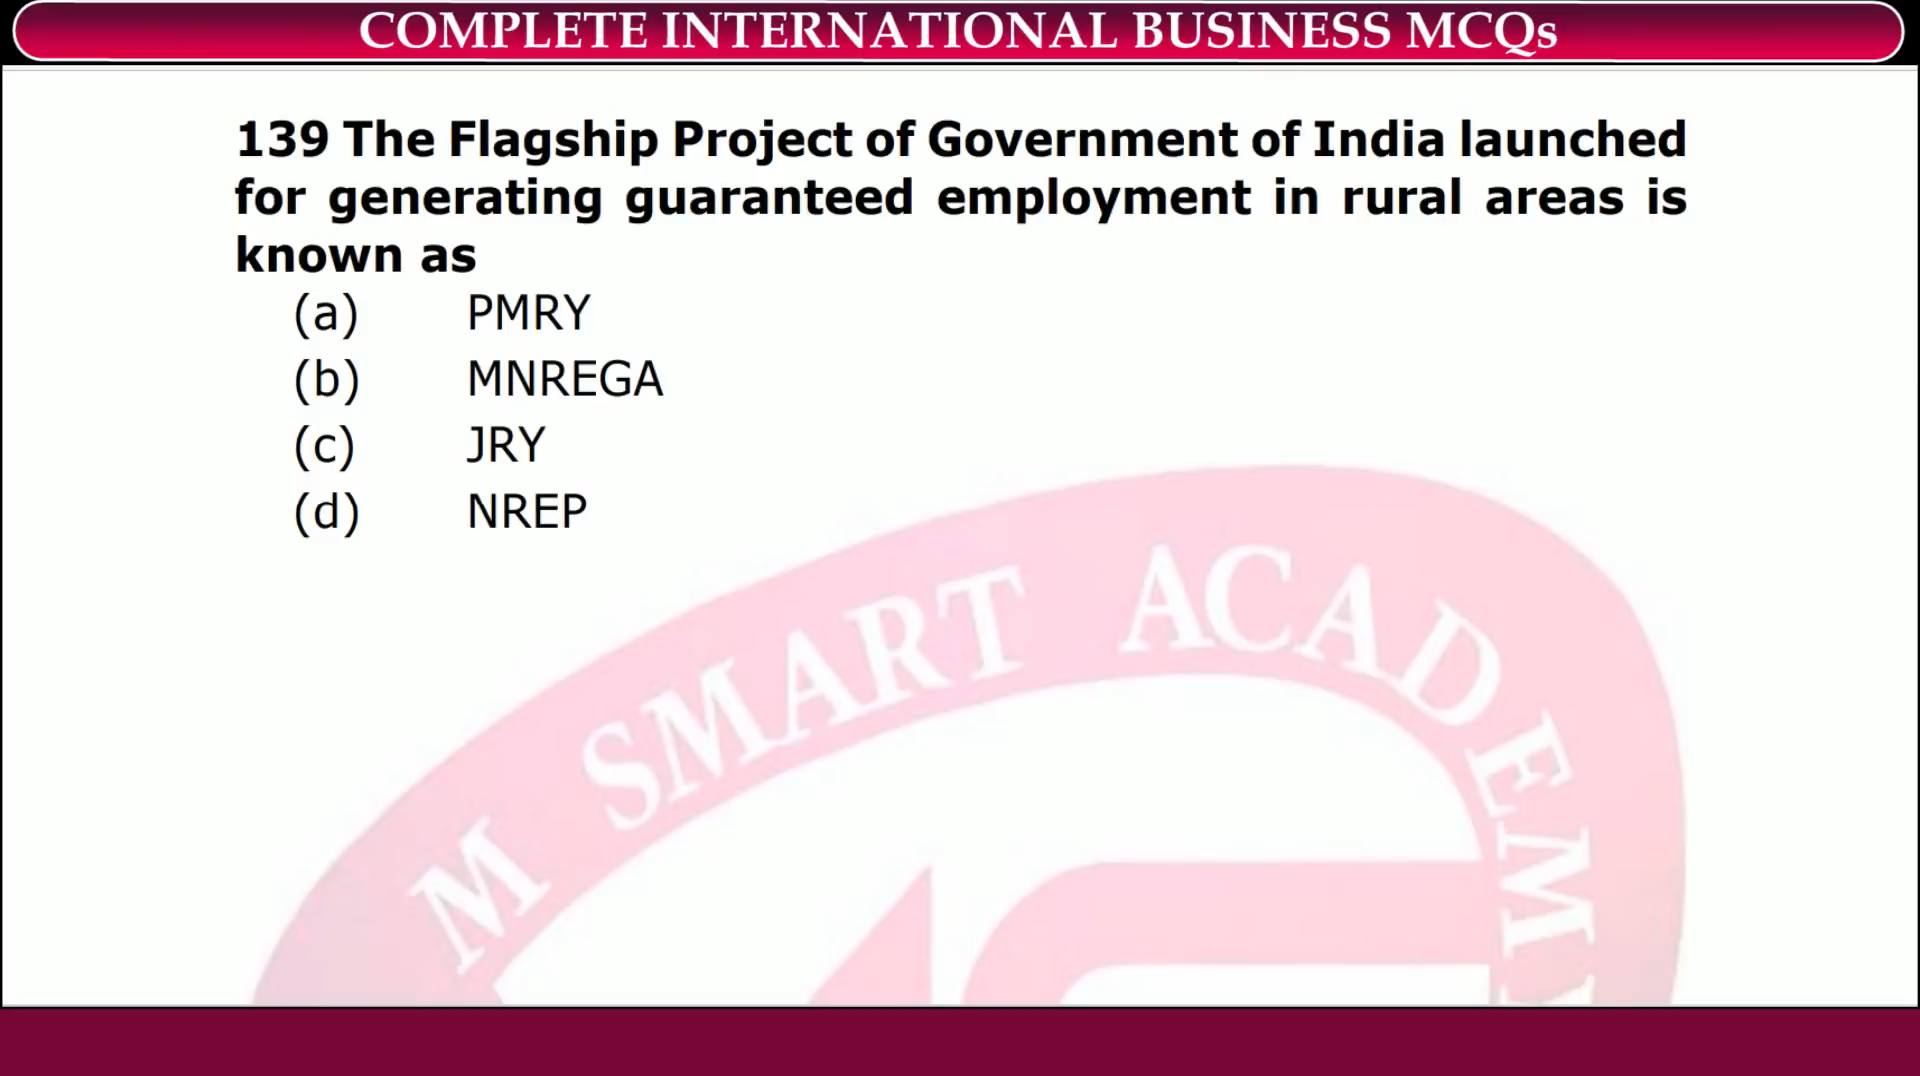 COMPLETE INTERNATIONAL BUSINESS MCQs
139 The Flagship Project of Government of India launched
for generating guaranteed employment in rural areas is
known as
(a) PMRY
(b) MNREGA
(c) JRY
(d) NREP
M SMART ACADEM